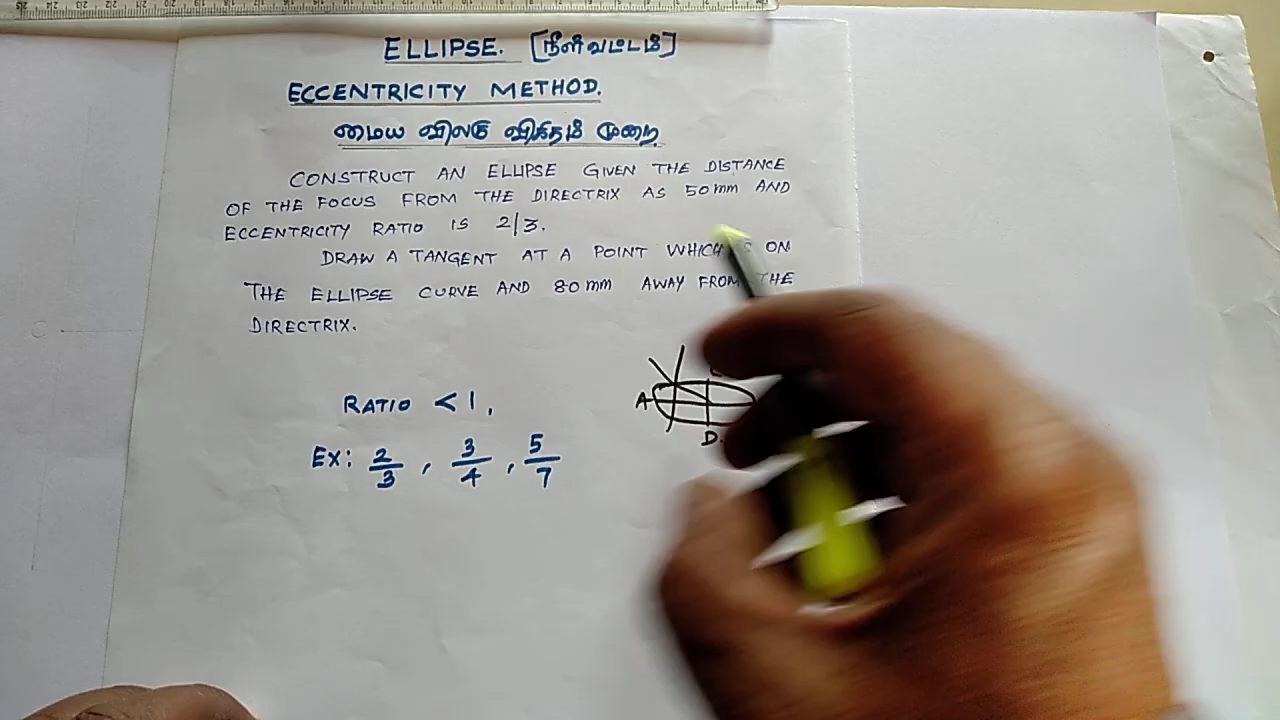 ELLIPSE. [நீள்வட்டம்]
ECCENTRICITY METHOD.
மைய விலகு விகிதம் முறை
CONSTRUCT AN ELLIPSE GIVEN THE DISTANCE
OF THE FOCUS FROM THE DIRECTRIX AS 50mm AND
ECCENTRICITY RATIO IS 2/3.
DRAW A TANGENT AT A POINT WHICH IS ON
THE ELLIPSE CURVE AND 80mm AWAY FROM THE
DIRECTRIX.
RATIO < 1,
EX: 2/3, 3/4, 5/7
A
D.